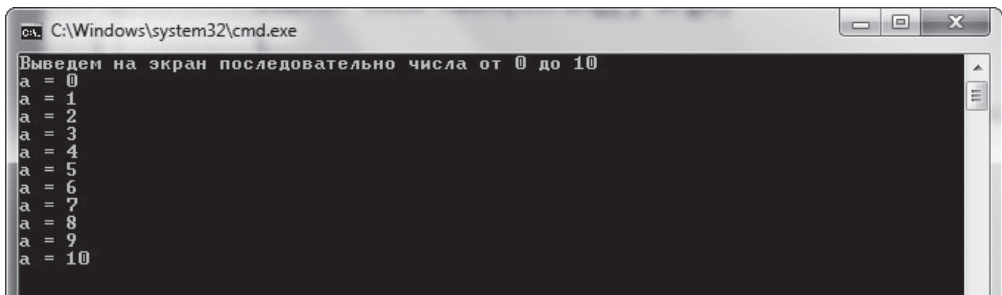 C:\Windows\system32\cmd.exe
Выведем на экран последовательно числа от 0 до 10
a = 0
a = 1
a = 2
a = 3
a = 4
a = 5
a = 6
a = 7
a = 8
a = 9
a = 10